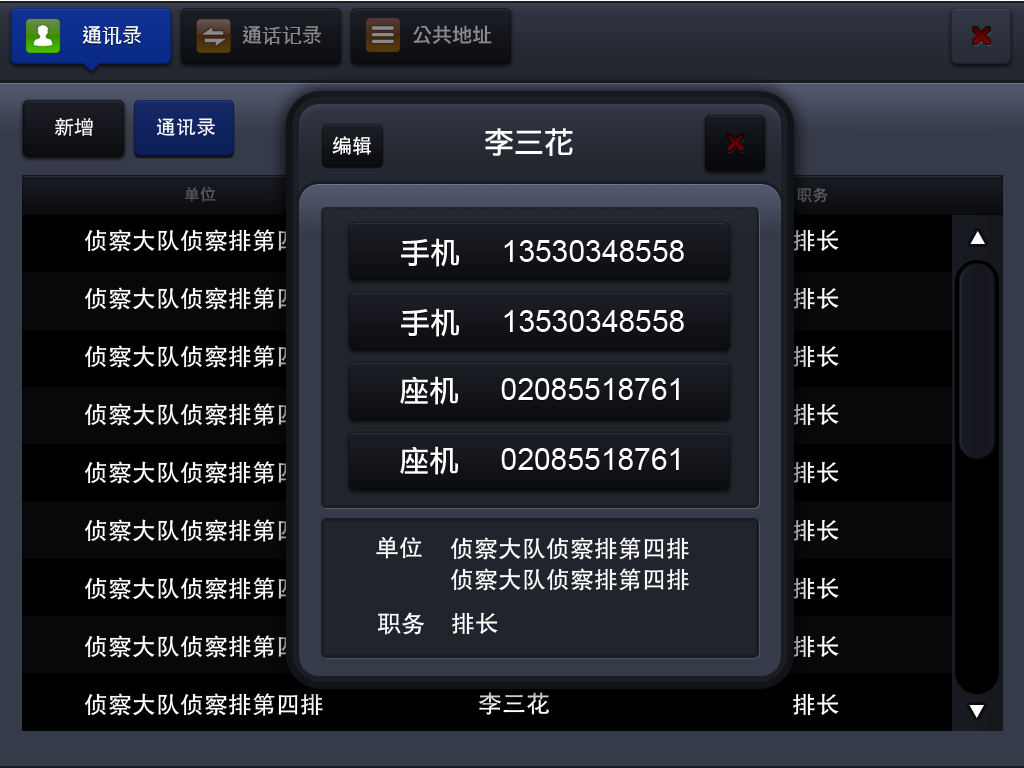 通讯录 通话记录 公共地址
新增 通讯录
编辑 李三花
单位 职务
侦察大队侦察排第 排长
侦察大队侦察排第 排长
侦察大队侦察排第 排长
侦察大队侦察排第 排长
侦察大队侦察排第 排长
侦察大队侦察排第 排长
侦察大队侦察排第 排长
侦察大队侦察排第 排长
侦察大队侦察排第四排 李三花 排长
手机 13530348558
手机 13530348558
座机 02085518761
座机 02085518761
单位 侦察大队侦察排第四排
侦察大队侦察排第四排
职务 排长